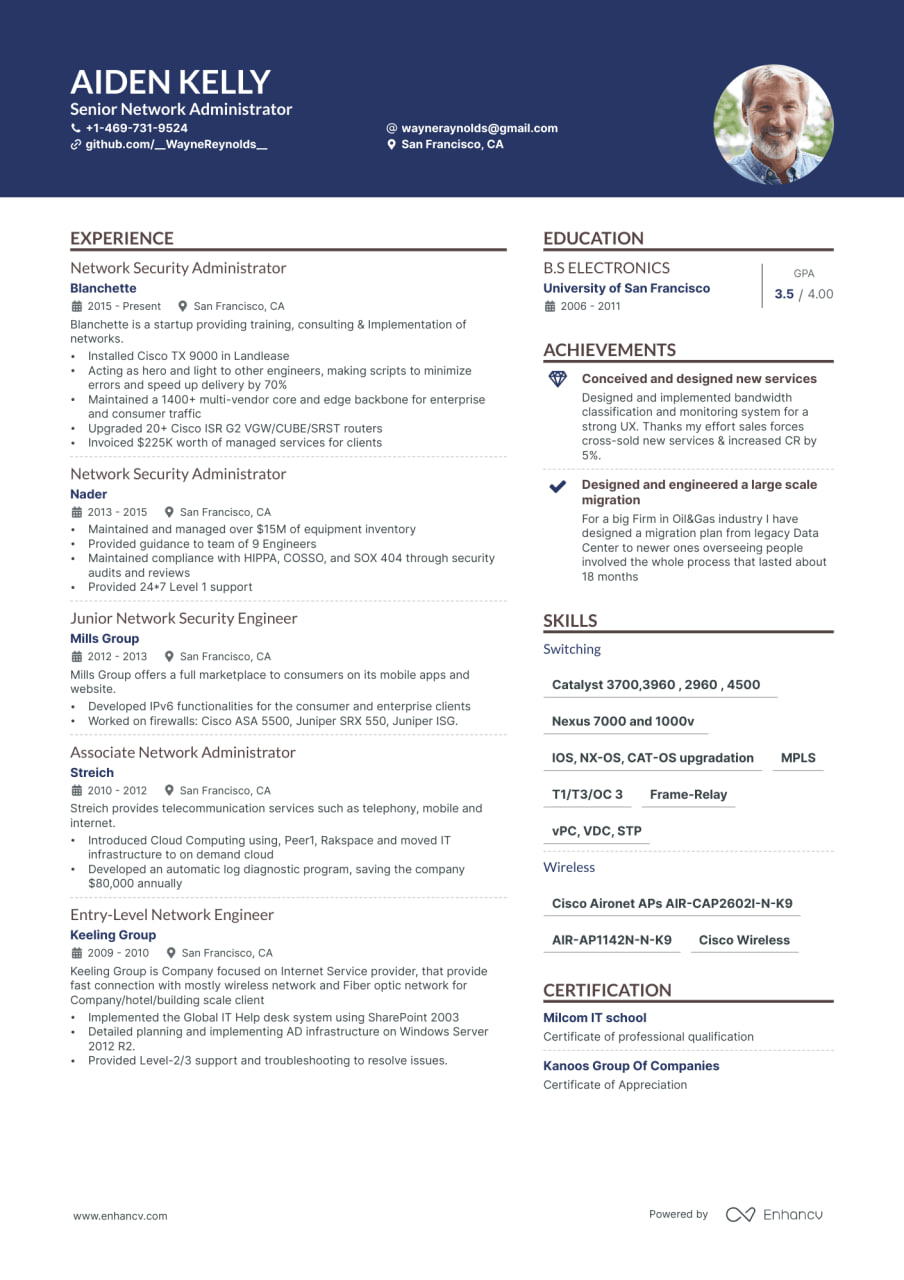 AIDEN KELLY
Senior Network Administrator
+1-469-731-9524
@ wayneraynolds@gmail.com
github.com/__WayneReynolds__
San Francisco, CA
EXPERIENCE
Network Security Administrator
Blanchette
2015 - Present San Francisco, CA
Blanchette is a startup providing training, consulting & Implementation of
networks.
• Installed Cisco TX 9000 in Landlease
• Acting as hero and light to other engineers, making scripts to minimize
errors and speed up delivery by 70%
• Maintained a 1400+ multi-vendor core and edge backbone for enterprise
and consumer traffic
• Upgraded 20+ Cisco ISR G2 VGW/CUBE/SRST routers
• Invoiced $225K worth of managed services for clients
Network Security Administrator
Nader
2013 - 2015 San Francisco, CA
• Maintained and managed over $15M of equipment inventory
• Provided guidance to team of 9 Engineers
• Maintained compliance with HIPPA, COSSO, and SOX 404 through security
audits and reviews
• Provided 24*7 Level 1 support
Junior Network Security Engineer
Mills Group
2012 - 2013 San Francisco, CA
Mills Group offers a full marketplace to consumers on its mobile apps and
website.
• Developed IPv6 functionalities for the consumer and enterprise clients
• Worked on firewalls: Cisco ASA 5500, Juniper SRX 550, Juniper ISG.
Associate Network Administrator
Streich
2010 - 2012 San Francisco, CA
Streich provides telecommunication services such as telephony, mobile and
internet.
• Introduced Cloud Computing using, Peer1, Rakspace and moved IT
infrastructure to on demand cloud
• Developed an automatic log diagnostic program, saving the company
$80,000 annually
Entry-Level Network Engineer
Keeling Group
2009 - 2010 San Francisco, CA
Keeling Group is Company focused on Internet Service provider, that provide
fast connection with mostly wireless network and Fiber optic network for
Company/hotel/building scale client
• Implemented the Global IT Help desk system using SharePoint 2003
• Detailed planning and implementing AD infrastructure on Windows Server
2012 R2.
• Provided Level-2/3 support and troubleshooting to resolve issues.
EDUCATION
B.S ELECTRONICS
University of San Francisco
2006 - 2011
GPA
3.5 / 4.00
ACHIEVEMENTS
Conceived and designed new services
Designed and implemented bandwidth
classification and monitoring system for a
strong UX. Thanks my effort sales forces
cross-sold new services & increased CR by
5%.
Designed and engineered a large scale
migration
For a big Firm in Oil&Gas industry I have
designed a migration plan from legacy Data
Center to newer ones overseeing people
involved the whole process that lasted about
18 months
SKILLS
Switching
Catalyst 3700,3960 , 2960 , 4500
Nexus 7000 and 1000v
IOS, NX-OS, CAT-OS upgradation MPLS
T1/T3/OC 3 Frame-Relay
vPC, VDC, STP
Wireless
Cisco Aironet APs AIR-CAP2602I-N-K9
AIR-AP1142N-N-K9 Cisco Wireless
CERTIFICATION
Milcom IT school
Certificate of professional qualification
Kanoos Group Of Companies
Certificate of Appreciation
www.enhancv.com
Powered by Enhancv